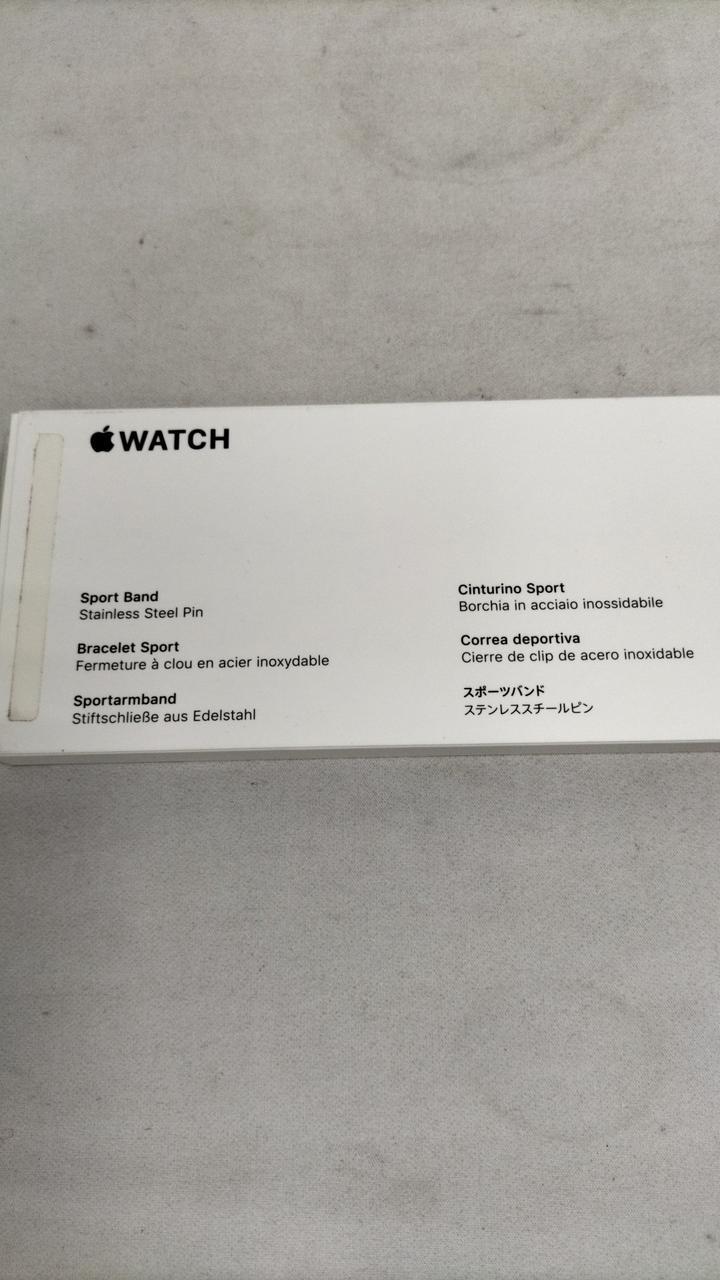 WATCH
Sport Band
Stainless Steel Pin
Bracelet Sport
Fermeture à clou en acier inoxydable
Sportarmband
Stiftschließe aus Edelstahl
Cinturino Sport
Borchia in acciaio inossidabile
Correa deportiva
Cierre de clip de acero inoxidable
スポーツバンド
ステンレススチールピン